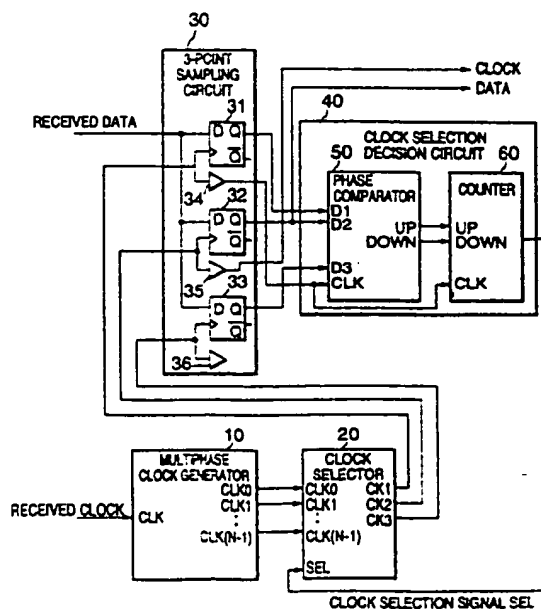 30
3-POINT
SAMPLING
CIRCUIT
CLOCK
DATA
RECEIVED DATA
31
D Q
Q
34
32
D Q
Q
35
33
D Q
Q
36
40
CLOCK SELECTION
DECISION CIRCUIT
50
PHASE
COMPARATOR
D1
D2
UP
DOWN
D3
CLK
60
COUNTER
UP
DOWN
CLK
10
MULTIPHASE
CLOCK GENERATOR
RECEIVED CLOCK
CLK
CLK0
CLK1
⋮
CLK(N-1)
20
CLOCK
SELECTOR
CLK0
CLK1
⋮
CLK(N-1)
SEL
CK1
CK2
CK3
CLOCK SELECTION SIGNAL SEL